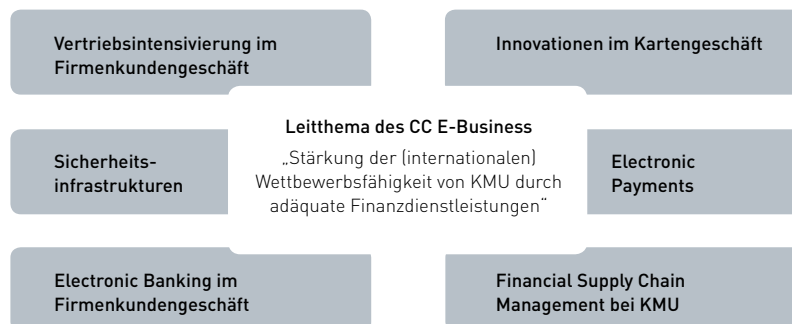 Vertriebsintensivierung im
Firmenkundengeschäft
Innovationen im Kartengeschäft
Leitthema des CC E-Business
„Stärkung der (internationalen)
Wettbewerbsfähigkeit von KMU durch
adäquate Finanzdienstleistungen“
Sicherheits-
infrastrukturen
Electronic
Payments
Electronic Banking im
Firmenkundengeschäft
Financial Supply Chain
Management bei KMU